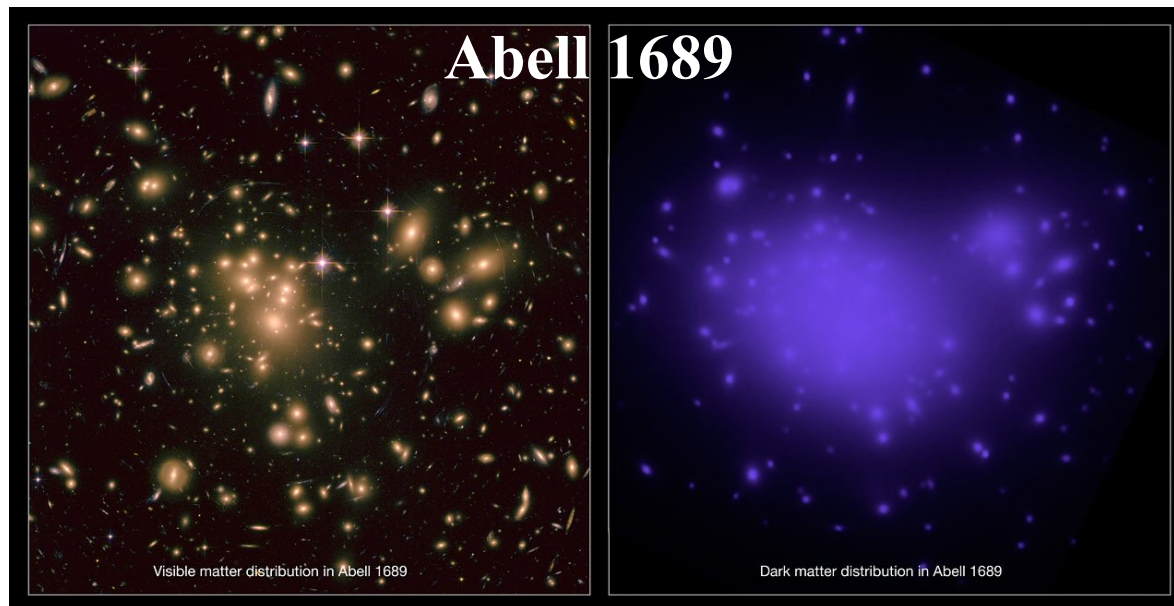 Abell 1689
Visible matter distribution in Abell 1689
Dark matter distribution in Abell 1689